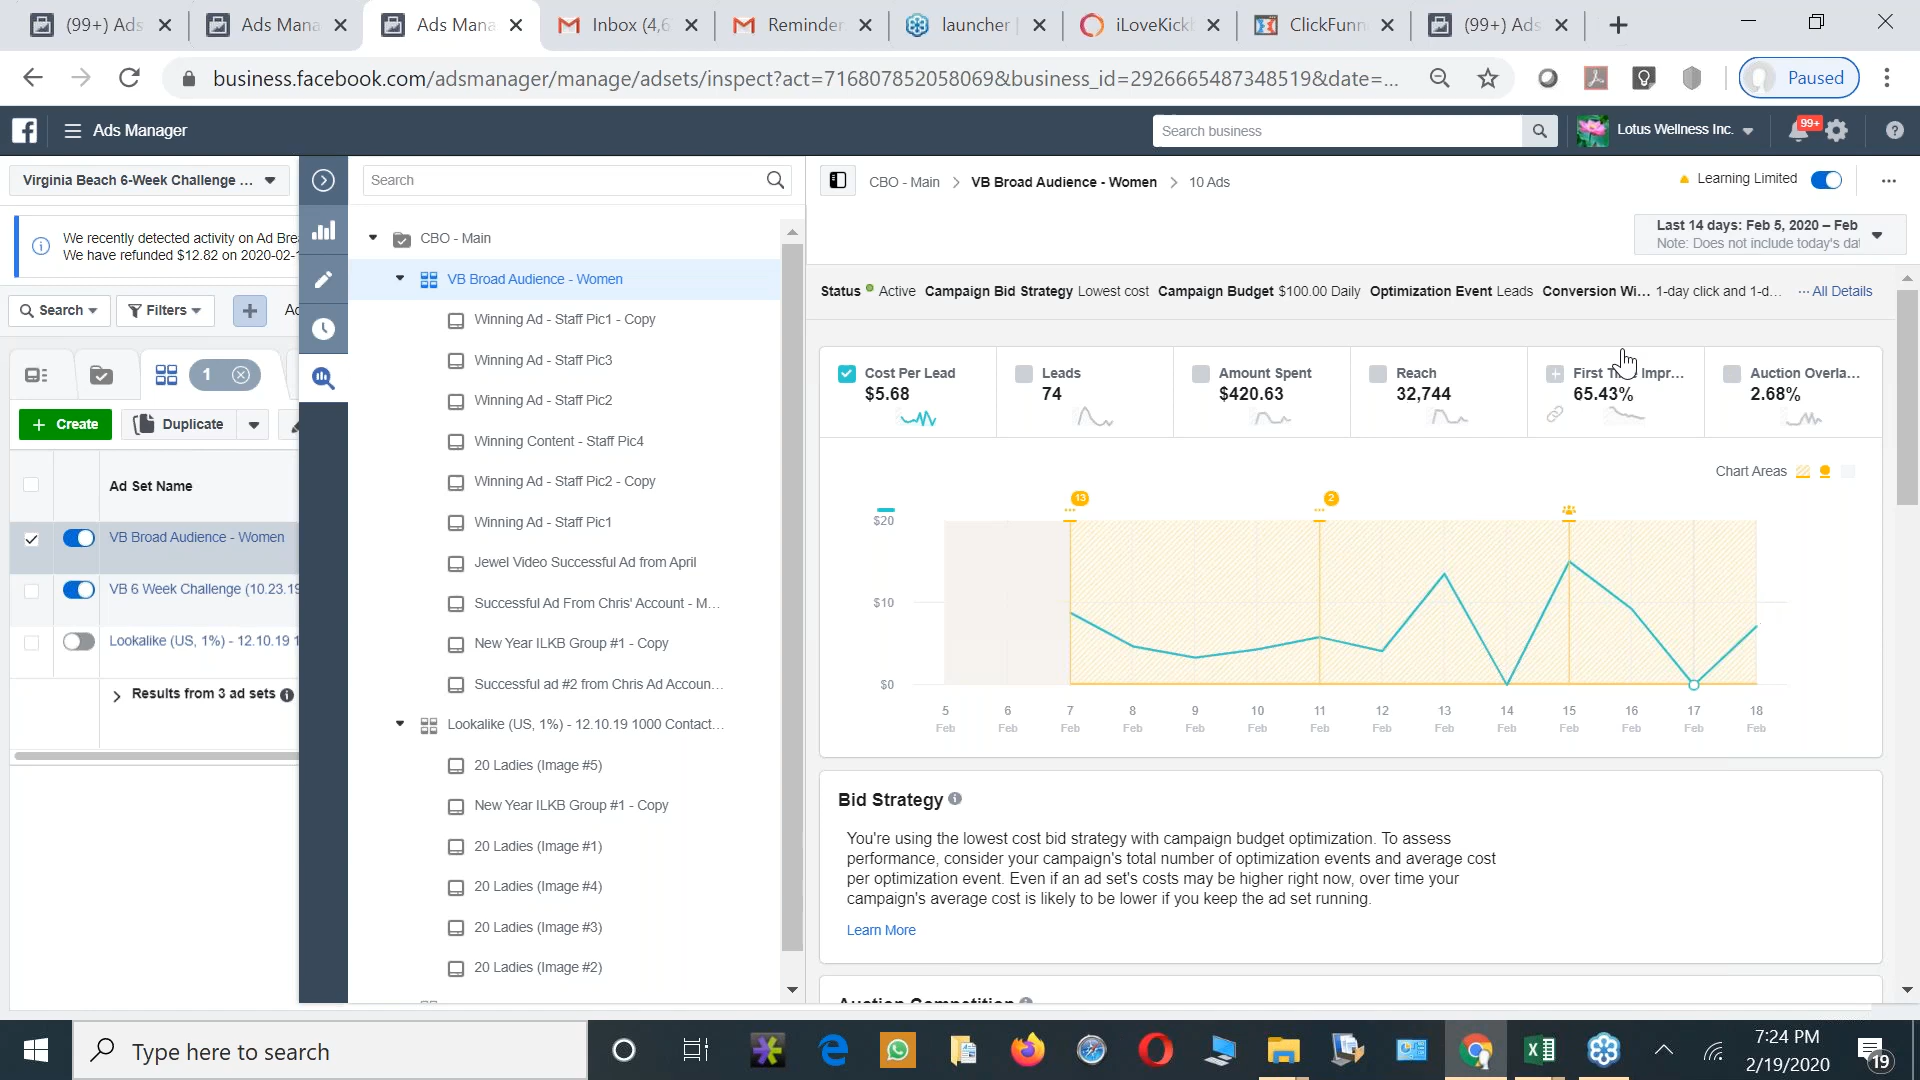 (99+) Ads
Ads Mana
Ads Mana
Inbox (4,6
Reminder
launcher
iLoveKick
ClickFunn
(99+) Ads
business.facebook.com/adsmanager/manage/adsets/inspect?act=716807852058069&business_id=2926665487348519&date=...
Paused
Ads Manager
Search business
Lotus Wellness Inc.
99+
Virginia Beach 6-Week Challenge ...
We recently detected activity on Ad Brea
We have refunded $12.82 on 2020-02-1
Search
Filters
1
Create
Duplicate
Ad Set Name
VB Broad Audience - Women
VB 6 Week Challenge (10.23.19
Lookalike (US, 1%) - 12.10.19 1
Results from 3 ad sets
Search
CBO - Main
VB Broad Audience - Women
Winning Ad - Staff Pic1 - Copy
Winning Ad - Staff Pic3
Winning Ad - Staff Pic2
Winning Content - Staff Pic4
Winning Ad - Staff Pic2 - Copy
Winning Ad - Staff Pic1
Jewel Video Successful Ad from April
Successful Ad From Chris' Account - M...
New Year ILKB Group #1 - Copy
Successful ad #2 from Chris Ad Accoun...
Lookalike (US, 1%) - 12.10.19 1000 Contact...
20 Ladies (Image #5)
New Year ILKB Group #1 - Copy
20 Ladies (Image #1)
20 Ladies (Image #4)
20 Ladies (Image #3)
20 Ladies (Image #2)
CBO - Main > VB Broad Audience - Women > 10 Ads
Learning Limited
Last 14 days: Feb 5, 2020 – Feb
Note: Does not include today's dat
Status Active Campaign Bid Strategy Lowest cost Campaign Budget $100.00 Daily Optimization Event Leads Conversion Wi... 1-day click and 1-d... ··· All Details
Cost Per Lead
$5.68
Leads
74
Amount Spent
$420.63
Reach
32,744
65.43%
Auction Overla...
2.68%
Chart Areas
13
2
$20
$10
$0
5 6 7 8 9 10 11 12 13 14 15 16 17 18
Feb Feb Feb Feb Feb Feb Feb Feb Feb Feb Feb Feb Feb Feb
Bid Strategy
You're using the lowest cost bid strategy with campaign budget optimization. To assess
performance, consider your campaign's total number of optimization events and average cost
per optimization event. Even if an ad set's costs may be higher right now, over time your
campaign's average cost is likely to be lower if you keep the ad set running.
Learn More
Auction Competition
Type here to search
7:24 PM
2/19/2020
19